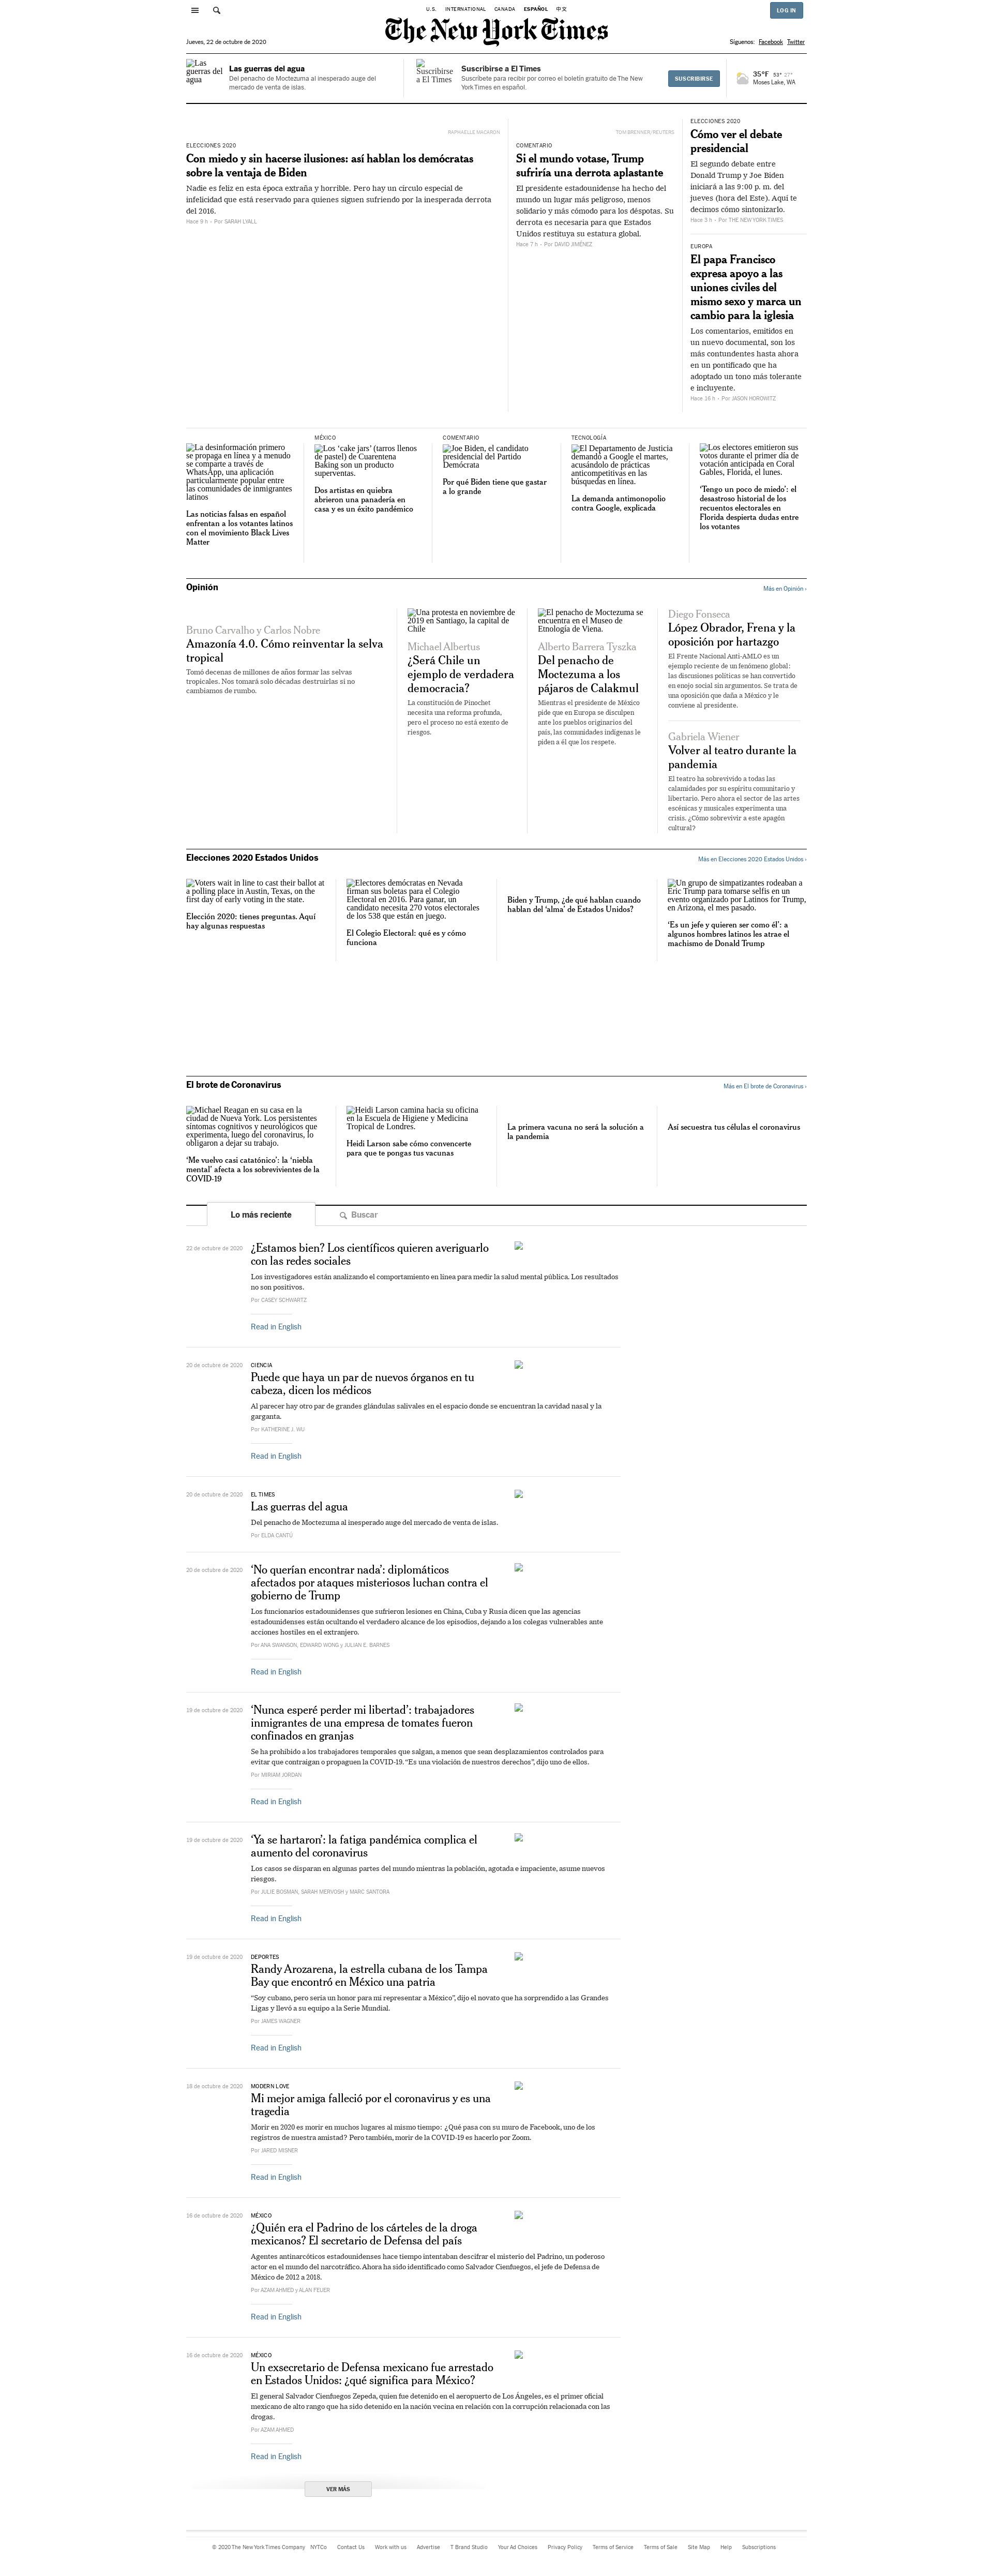 U.S. INTERNATIONAL CANADA ESPAÑOL 中文
LOG IN
The New York Times
Jueves, 22 de octubre de 2020
Síguenos: Facebook Twitter
Las guerras del agua
Las guerras del agua
Del penacho de Moctezuma al inesperado auge del
mercado de venta de islas.
Suscribirse a El Times
Suscribirse a El Times
Suscríbete para recibir por correo el boletín gratuito de The New
York Times en español.
SUSCRIBIRSE
35°F 53° 27°
Moses Lake, WA
RAPHAELLE MACARON
ELECCIONES 2020
Con miedo y sin hacerse ilusiones: así hablan los demócratas
sobre la ventaja de Biden
Nadie es feliz en esta época extraña y horrible. Pero hay un círculo especial de
infelicidad que está reservado para quienes siguen sufriendo por la inesperada derrota
del 2016.
Hace 9 h - Por SARAH LYALL
TOM BRENNER/REUTERS
COMENTARIO
Si el mundo votase, Trump
sufriría una derrota aplastante
El presidente estadounidense ha hecho del
mundo un lugar más peligroso, menos
solidario y más cómodo para los déspotas. Su
derrota es necesaria para que Estados
Unidos restituya su estatura global.
Hace 7 h - Por DAVID JIMÉNEZ
ELECCIONES 2020
Cómo ver el debate
presidencial
El segundo debate entre
Donald Trump y Joe Biden
iniciará a las 9:00 p. m. del
jueves (hora del Este). Aquí te
decimos cómo sintonizarlo.
Hace 3 h - Por THE NEW YORK TIMES
EUROPA
El papa Francisco
expresa apoyo a las
uniones civiles del
mismo sexo y marca un
cambio para la iglesia
Los comentarios, emitidos en
un nuevo documental, son los
más contundentes hasta ahora
en un pontificado que ha
adoptado un tono más tolerante
e incluyente.
Hace 18 h - Por JASON HOROWITZ
La desinformación primero
se propaga en línea y a menudo
se comparte a través de
WhatsApp, una aplicación
particularmente popular entre
las comunidades de inmigrantes
latinos
Las noticias falsas en español
enfrentan a los votantes latinos
con el movimiento Black Lives
Matter
MÉXICO
Los 'cake jars' (tarros llenos
de pastel) de Cuarentena
Baking son un producto
superventas.
Dos artistas en quiebra
abrieron una panadería en
casa y es un éxito pandémico
COMENTARIO
Joe Biden, el candidato
presidencial del Partido
Demócrata
Por qué Biden tiene que gastar
a lo grande
TECNOLOGÍA
El Departamento de Justicia
demandó a Google el martes,
acusándolo de prácticas
anticompetitivas en las
búsquedas en línea.
La demanda antimonopolio
contra Google, explicada
Los electores emitieron sus
votos durante el primer día de
votación anticipada en Coral
Gables, Florida, el lunes.
'Tengo un poco de miedo': el
desastroso historial de los
recuentos electorales en
Florida despierta dudas entre
los votantes
Opinión
Más en Opinión ›
Bruno Carvalho y Carlos Nobre
Amazonía 4.0. Cómo reinventar la selva
tropical
Tomó decenas de millones de años formar las selvas
tropicales. Nos tomará solo décadas destruirlas si no
cambiamos de rumbo.
Una protesta en noviembre de
2019 en Santiago, la capital de
Chile
Michael Albertus
¿Será Chile un
ejemplo de verdadera
democracia?
La constitución de Pinochet
necesita una reforma profunda,
pero el proceso no está exento de
riesgos.
El penacho de Moctezuma se
encuentra en el Museo de
Etnología de Viena.
Alberto Barrera Tyszka
Del penacho de
Moctezuma a los
pájaros de Calakmul
Mientras el presidente de México
pide que en Europa se disculpen
ante los pueblos originarios del
país, las comunidades indígenas le
piden a él que los respete.
Diego Fonseca
López Obrador, Frena y la
oposición por hartazgo
El Frente Nacional Anti-AMLO es un
ejemplo reciente de un fenómeno global:
las discusiones políticas se han convertido
en enojo social sin argumentos. Se trata de
una oposición que daña a México y le
conviene al presidente.
Gabriela Wiener
Volver al teatro durante la
pandemia
El teatro ha sobrevivido a todas las
calamidades por su espíritu comunitario y
libertario. Pero ahora el sector de las artes
escénicas y musicales experimenta una
crisis. ¿Cómo sobrevivir a este apagón
cultural?
Elecciones 2020 Estados Unidos
Más en Elecciones 2020 Estados Unidos ›
Voters wait in line to cast their ballot at
a polling place in Austin, Texas, on the
first day of early voting in the state.
Elección 2020: tienes preguntas. Aquí
hay algunas respuestas
Electores demócratas en Nevada
firman sus boletas para el Colegio
Electoral en 2016. Para ganar, un
candidato necesita 270 votos electorales
de los 538 que están en juego.
El Colegio Electoral: qué es y cómo
funciona
Biden y Trump, ¿de qué hablan cuando
hablan del 'alma' de Estados Unidos?
Un grupo de simpatizantes rodeaban a
Eric Trump para tomarse selfis en un
evento organizado por Latinos for Trump,
en Arizona, el mes pasado.
'Es un jefe y quieren ser como él': a
algunos hombres latinos les atrae el
machismo de Donald Trump
El brote de Coronavirus
Más en El brote de Coronavirus ›
Michael Reagan en su casa en la
ciudad de Nueva York. Los persistentes
síntomas cognitivos y neurológicos que
experimenta, luego del coronavirus, lo
obligaron a dejar su trabajo.
'Me vuelvo casi catatónico': la 'niebla
mental' afecta a los sobrevivientes de la
COVID-19
Heidi Larson camina hacia su oficina
en la Escuela de Higiene y Medicina
Tropical de Londres.
Heidi Larson sabe cómo convencerte
para que te pongas tus vacunas
La primera vacuna no será la solución a
la pandemia
Así secuestra tus células el coronavirus
Lo más reciente
Buscar
22 de octubre de 2020
¿Estamos bien? Los científicos quieren averiguarlo
con las redes sociales
Los investigadores están analizando el comportamiento en línea para medir la salud mental pública. Los resultados
no son positivos.
Por CASEY SCHWARTZ
Read in English
20 de octubre de 2020
CIENCIA
Puede que haya un par de nuevos órganos en tu
cabeza, dicen los médicos
Al parecer hay otro par de grandes glándulas salivales en el espacio donde se encuentran la cavidad nasal y la
garganta.
Por KATHERINE J. WU
Read in English
20 de octubre de 2020
EL TIMES
Las guerras del agua
Del penacho de Moctezuma al inesperado auge del mercado de venta de islas.
Por ELDA CANTÚ
20 de octubre de 2020
'No querían encontrar nada': diplomáticos
afectados por ataques misteriosos luchan contra el
gobierno de Trump
Los funcionarios estadounidenses que sufrieron lesiones en China, Cuba y Rusia dicen que las agencias
estadounidenses están ocultando el verdadero alcance de los episodios, dejando a los colegas vulnerables ante
acciones hostiles en el extranjero.
Por ANA SWANSON, EDWARD WONG y JULIAN E. BARNES
Read in English
19 de octubre de 2020
'Nunca esperé perder mi libertad': trabajadores
inmigrantes de una empresa de tomates fueron
confinados en granjas
Se ha prohibido a los trabajadores temporales que salgan, a menos que sean desplazamientos controlados para
evitar que contraigan o propaguen la COVID-19. "Es una violación de nuestros derechos", dijo uno de ellos.
Por MIRIAM JORDAN
Read in English
19 de octubre de 2020
'Ya se hartaron': la fatiga pandémica complica el
aumento del coronavirus
Los casos se disparan en algunas partes del mundo mientras la población, agotada e impaciente, asume nuevos
riesgos.
Por JULIE BOSMAN, SARAH MERVOSH y MARC SANTORA
Read in English
19 de octubre de 2020
DEPORTES
Randy Arozarena, la estrella cubana de los Tampa
Bay que encontró en México una patria
"Soy cubano, pero sería un honor para mí representar a México", dijo el novato que ha sorprendido a las Grandes
Ligas y llevó a su equipo a la Serie Mundial.
Por JAMES WAGNER
Read in English
18 de octubre de 2020
MODERN LOVE
Mi mejor amiga falleció por el coronavirus y es una
tragedia
Morir en 2020 es morir en muchos lugares al mismo tiempo: ¿Qué pasa con su muro de Facebook, uno de los
registros de nuestra amistad? Pero también, morir de la COVID-19 es hacerlo por Zoom.
Por JARED MISNER
Read in English
16 de octubre de 2020
MÉXICO
¿Quién era el Padrino de los cárteles de la droga
mexicanos? El secretario de Defensa del país
Agentes antinarcóticos estadounidenses hace tiempo intentaban descifrar el misterio del Padrino, un poderoso
actor en el mundo del narcotráfico. Ahora ha sido identificado como Salvador Cienfuegos, el jefe de Defensa de
México de 2012 a 2018.
Por AZAM AHMED y ALAN FEUER
Read in English
16 de octubre de 2020
MÉXICO
Un exsecretario de Defensa mexicano fue arrestado
en Estados Unidos: ¿qué significa para México?
El general Salvador Cienfuegos Zepeda, quien fue detenido en el aeropuerto de Los Ángeles, es el primer oficial
mexicano de alto rango que ha sido detenido en la nación vecina en relación con la corrupción relacionada con las
drogas.
Por AZAM AHMED
Read in English
VER MÁS
© 2020 The New York Times Company NYTCo Contact Us Work with us Advertise T Brand Studio Your Ad Choices Privacy Policy Terms of Service Terms of Sale Site Map Help Subscriptions